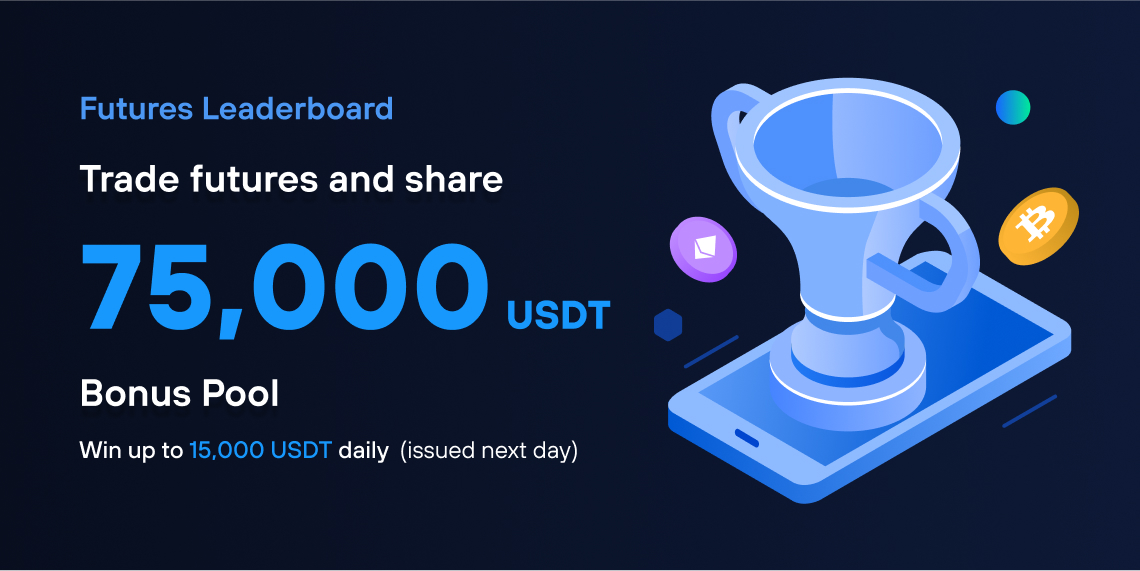 Futures Leaderboard
Trade futures and share
75,000 USDT
Bonus Pool
Win up to 15,000 USDT daily (issued next day)